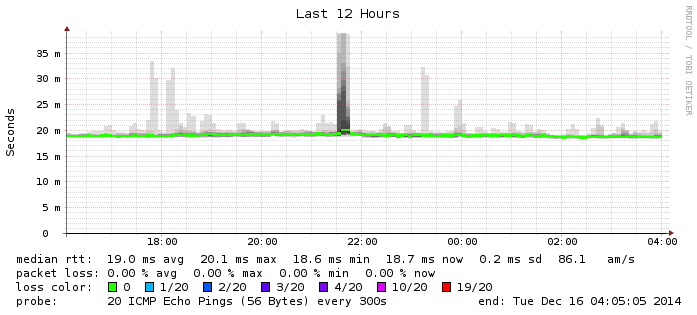 Last 12 Hours
RRDTOOL / TOBI OETIKER
Seconds
35 m
30 m
25 m
20 m
15 m
10 m
5 m
0
18:00 20:00 22:00 00:00 02:00 04:00
median rtt: 19.0 ms avg 20.1 ms max 18.6 ms min 18.7 ms now 0.2 ms sd 86.1 am/s
packet loss: 0.00 % avg 0.00 % max 0.00 % min 0.00 % now
loss color: 0 1/20 2/20 3/20 4/20 10/20 19/20
probe: 20 ICMP Echo Pings (56 Bytes) every 300s end: Tue Dec 16 04:05:05 2014